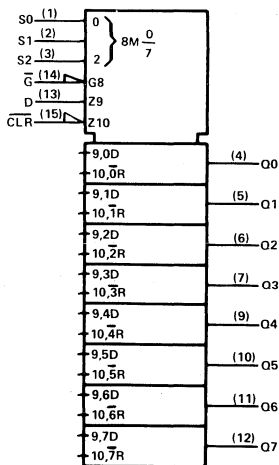 S0 (1) 0
S1 (2) 8M 0/7
S2 (3) 2
G̅ (14) G8
D (13) Z9
C̅L̅R̅ (15) Z10
9,0D (4) Q0
10,0̅R
9,1D (5) Q1
10,1̅R
9,2D (6) Q2
10,2̅R
9,3D (7) Q3
10,3̅R
9,4D (9) Q4
10,4̅R
9,5D (10) Q5
10,5̅R
9,6D (11) Q6
10,6̅R
9,7D (12) Q7
10,7̅R